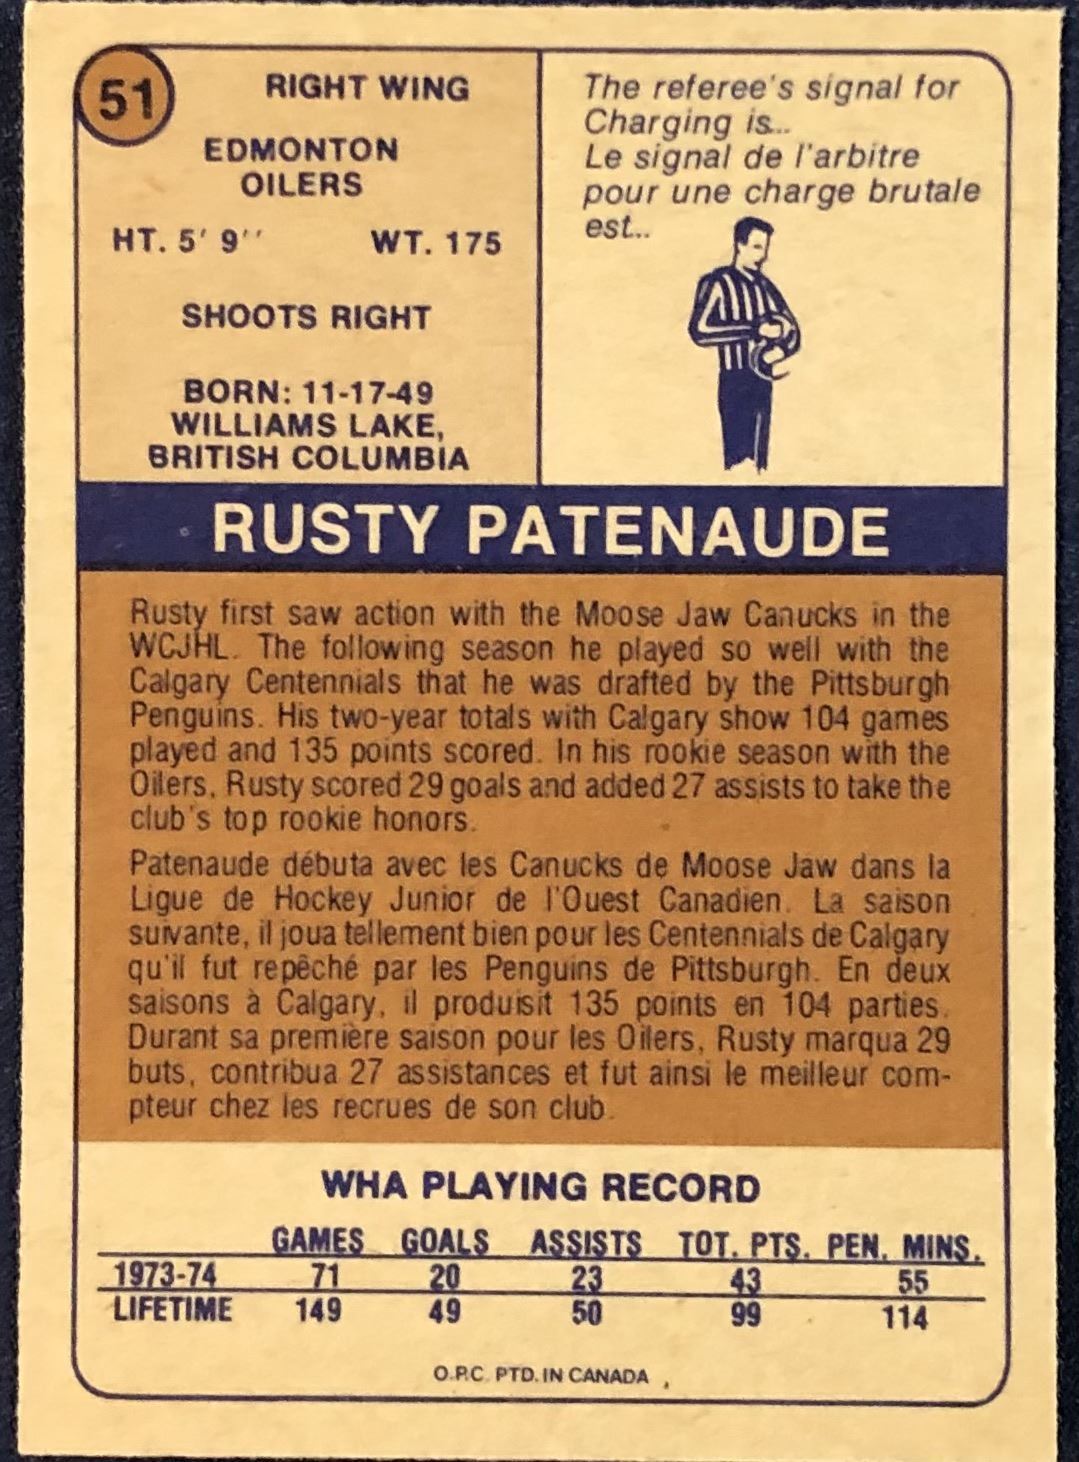 51
RIGHT WING
EDMONTON
OILERS
HT. 5' 9'' WT. 175
SHOOTS RIGHT
BORN: 11-17-49
WILLIAMS LAKE,
BRITISH COLUMBIA
The referee's signal for
Charging is...
Le signal de l'arbitre
pour une charge brutale
est...
RUSTY PATENAUDE
Rusty first saw action with the Moose Jaw Canucks in the
WCJHL. The following season he played so well with the
Calgary Centennials that he was drafted by the Pittsburgh
Penguins. His two-year totals with Calgary show 104 games
played and 135 points scored. In his rookie season with the
Oilers, Rusty scored 29 goals and added 27 assists to take the
club's top rookie honors.
Patenaude débuta avec les Canucks de Moose Jaw dans la
Ligue de Hockey Junior de l'Ouest Canadien. La saison
suivante, il joua tellement bien pour les Centennials de Calgary
qu'il fut repêché par les Penguins de Pittsburgh. En deux
saisons à Calgary, il produisit 135 points en 104 parties.
Durant sa première saison pour les Oilers, Rusty marqua 29
buts, contribua 27 assistances et fut ainsi le meilleur com-
pteur chez les recrues de son club.
WHA PLAYING RECORD
GAMES GOALS ASSISTS TOT. PTS. PEN. MINS.
1973-74 71 20 23 43 55
LIFETIME 149 49 50 99 114
O.P.C. PTD. IN CANADA